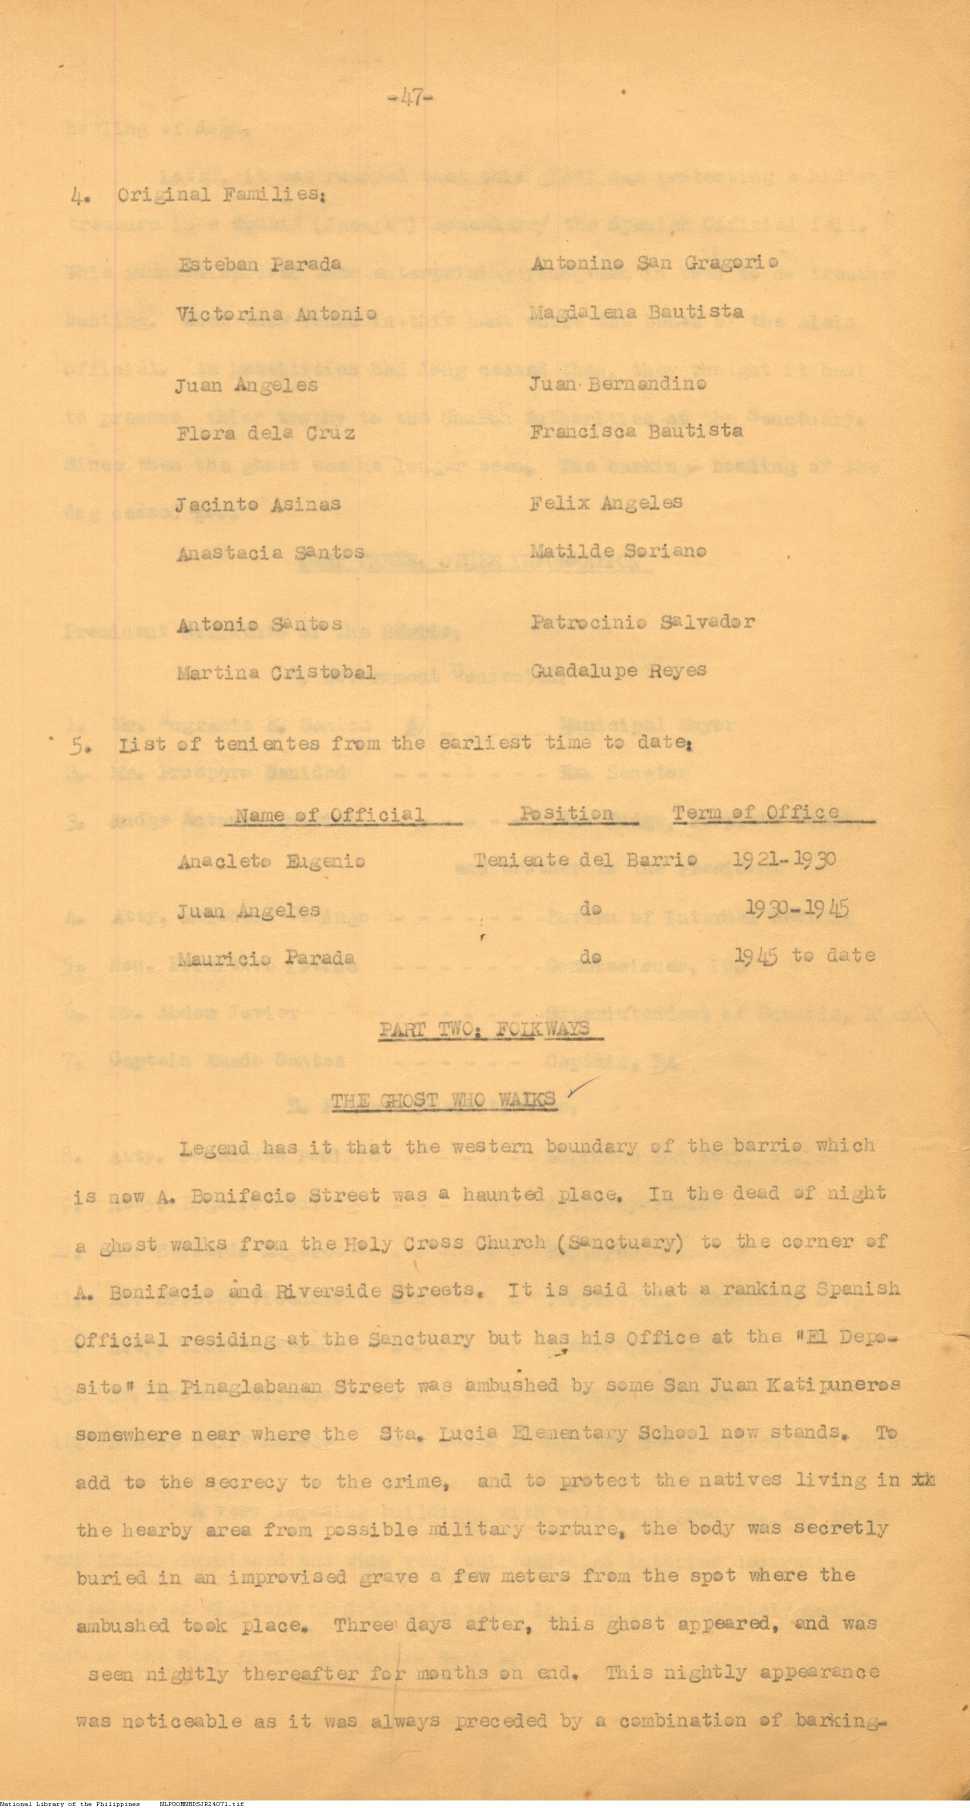 -47-
4. Original Families:
Esteban Parada Antonino San Gragorio
Victorina Antonio Magdalena Bautista
Juan Angeles Juan Bernandino
Flora dela Cruz Francisca Bautista
Jacinto Asinas Felix Angeles
Anastacia Santos Matilde Soriano
Antonio Santos Patrocinio Salvador
Martina Cristobal Guadalupe Reyes
5. List of tenientes from the earliest time to date:
Name of Official Position Term of Office
Anacleto Eugenio Teniente del Barrio 1921-1930
Juan Angeles do 1930-1945
Mauricio Parada do 1945 to date
PART TWO: FOLKWAYS
THE GHOST WHO WALKS
Legend has it that the western boundary of the barrio which
is now A. Bonifacio Street was a haunted place. In the dead of night
a ghost walks from the Holy Cross Church (Sanctuary) to the corner of
A. Bonifacio and Riverside Streets. It is said that a ranking Spanish
Official residing at the Sanctuary but has his Office at the "El Depo-
sito" in Pinaglabanan Street was ambushed by some San Juan Katipuneros
somewhere near where the Sta. Lucia Elementary School now stands. To
add to the secrecy to the crime, and to protect the natives living in
the hearby area from possible military torture, the body was secretly
buried in an improvised grave a few meters from the spot where the
ambushed took place. Three days after, this ghost appeared, and was
seen nightly thereafter for months on end. This nightly appearance
was noticeable as it was always preceded by a combination of barking-
National Library of the Philippines NLPOOMNHDSJR24071.tif